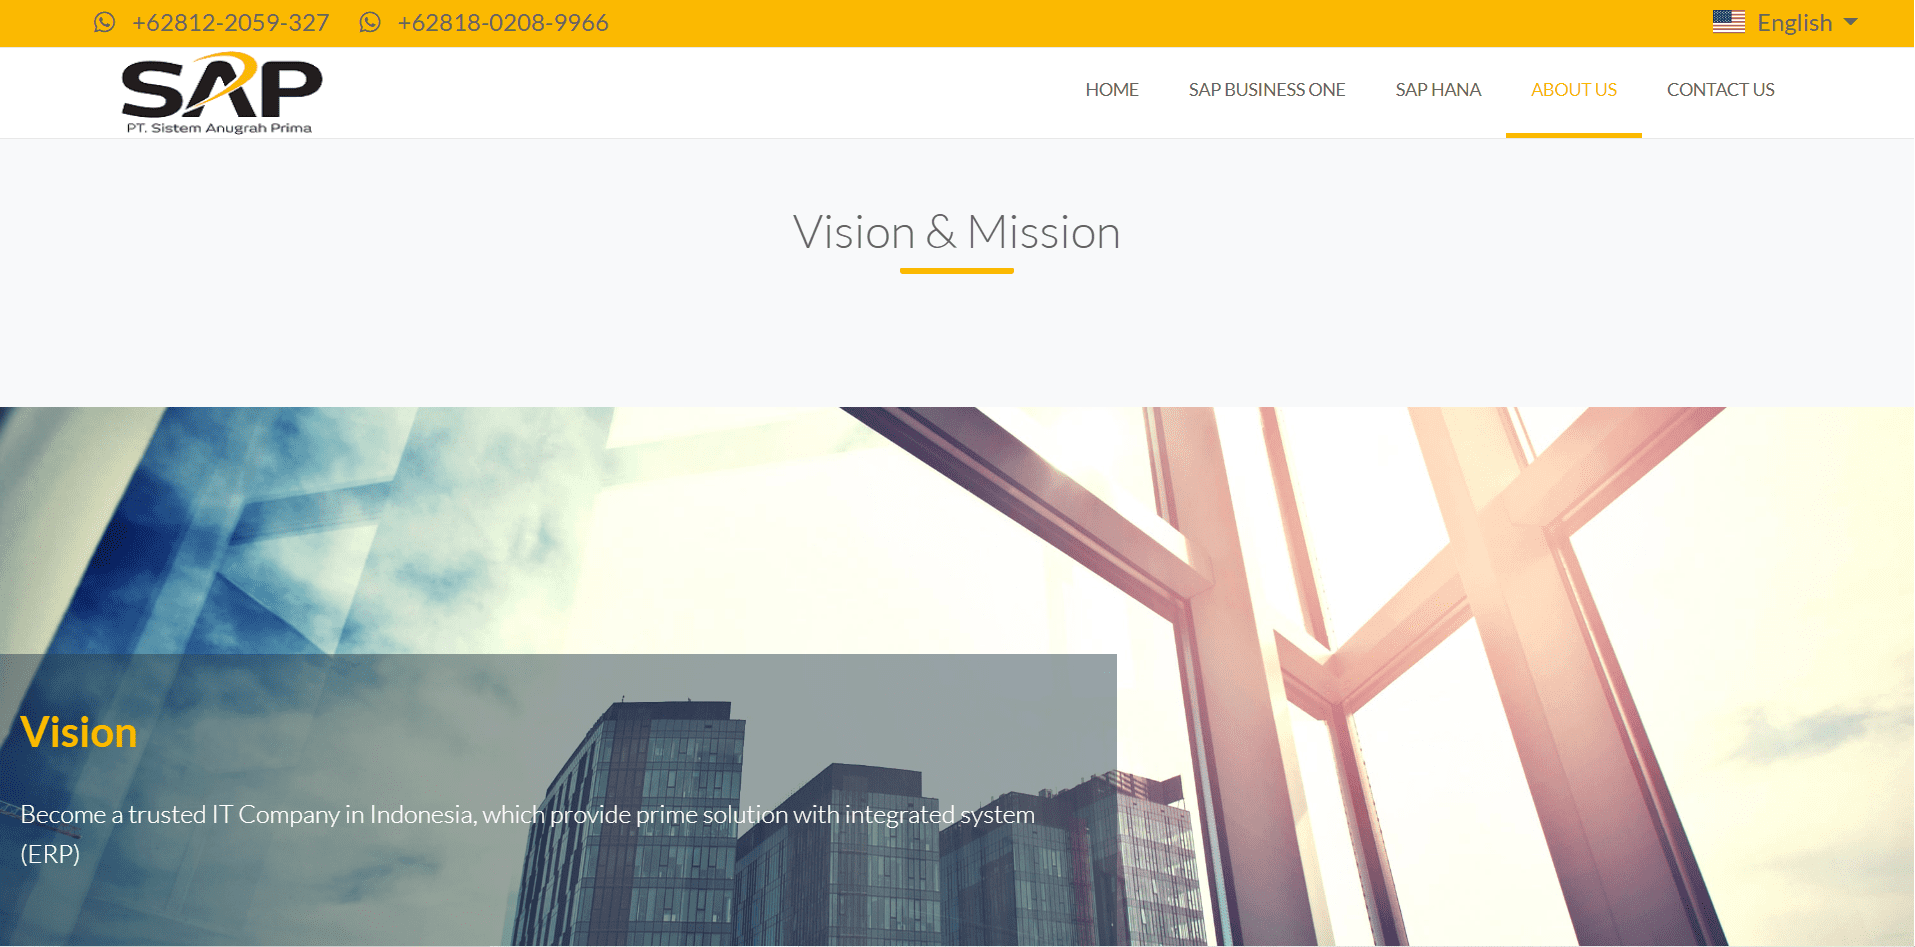 +62812-2059-327 +62818-0208-9966 English
SAP
PT. Sistem Anugrah Prima
HOME SAP BUSINESS ONE SAP HANA ABOUT US CONTACT US
Vision & Mission
Vision
Become a trusted IT Company in Indonesia, which provide prime solution with integrated system
(ERP)